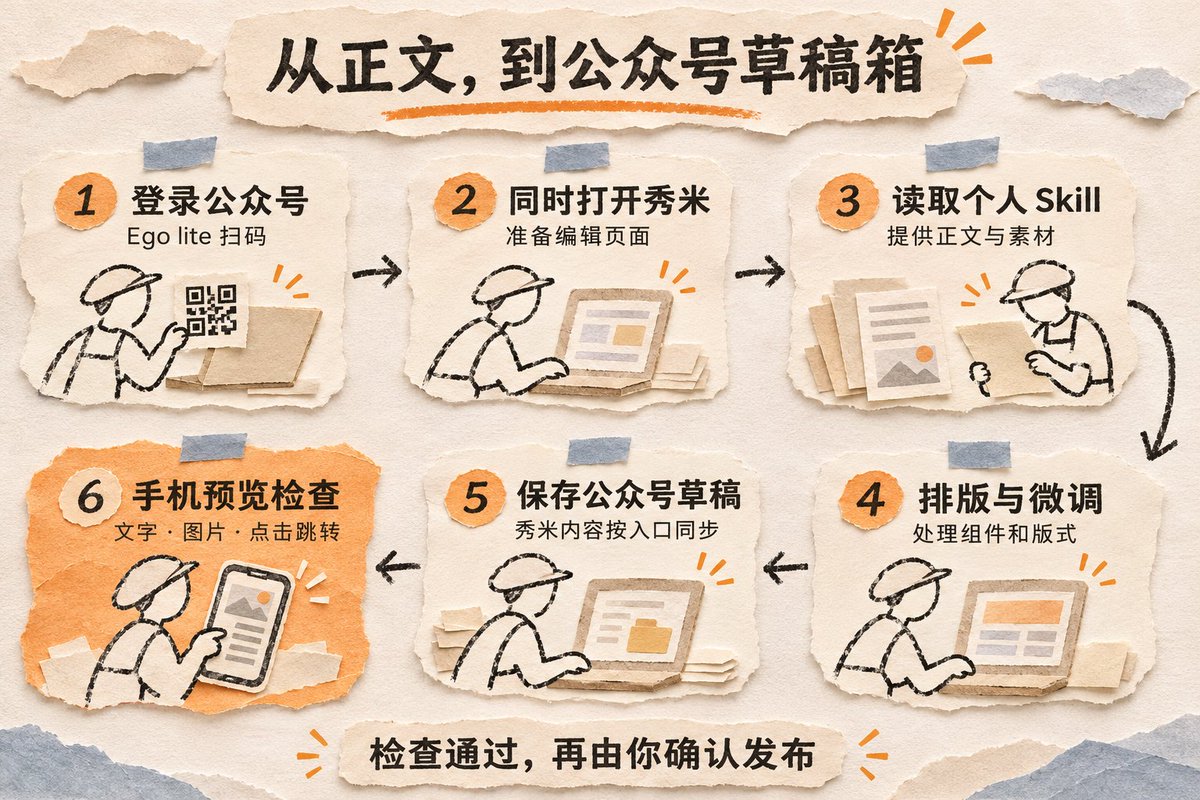 从正文，到公众号草稿箱
1 登录公众号
Ego lite 扫码
2 同时打开秀米
准备编辑页面
3 读取个人 Skill
提供正文与素材
4 排版与微调
处理组件和版式
5 保存公众号草稿
秀米内容按入口同步
6 手机预览检查
文字 · 图片 · 点击跳转
检查通过，再由你确认发布